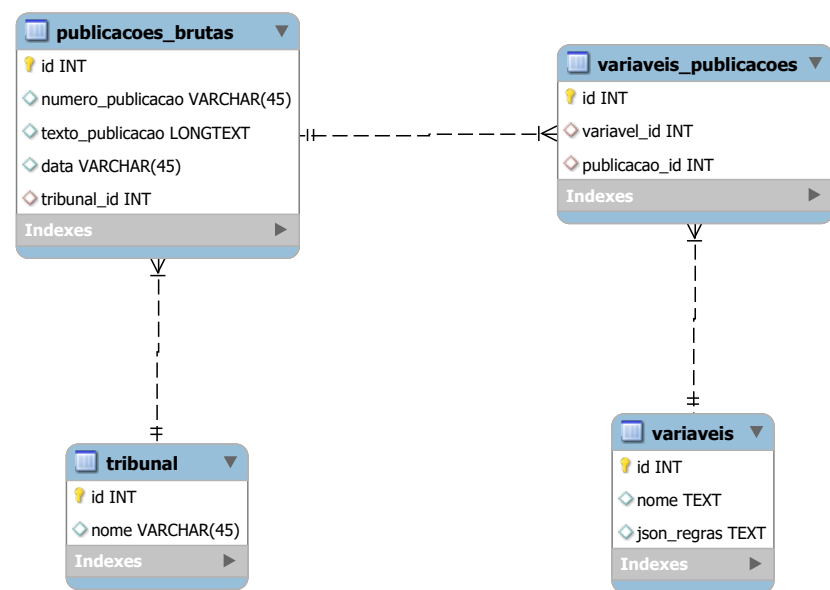 publicacoes_brutas
id INT
numero_publicacao VARCHAR(45)
texto_publicacao LONGTEXT
data VARCHAR(45)
tribunal_id INT
Indexes
variaveis_publicacoes
id INT
variavel_id INT
publicacao_id INT
Indexes
tribunal
id INT
nome VARCHAR(45)
Indexes
variaveis
id INT
nome TEXT
json_regras TEXT
Indexes